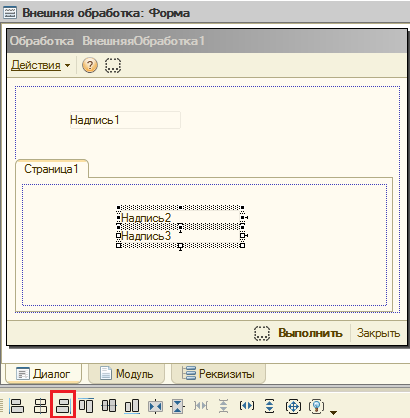 Внешняя обработка: Форма
Обработка ВнешняяОбработка1
Действия
Надпись1
Страница1
Надпись2
Надпись3
Выполнить Закрыть
Диалог Модуль Реквизиты